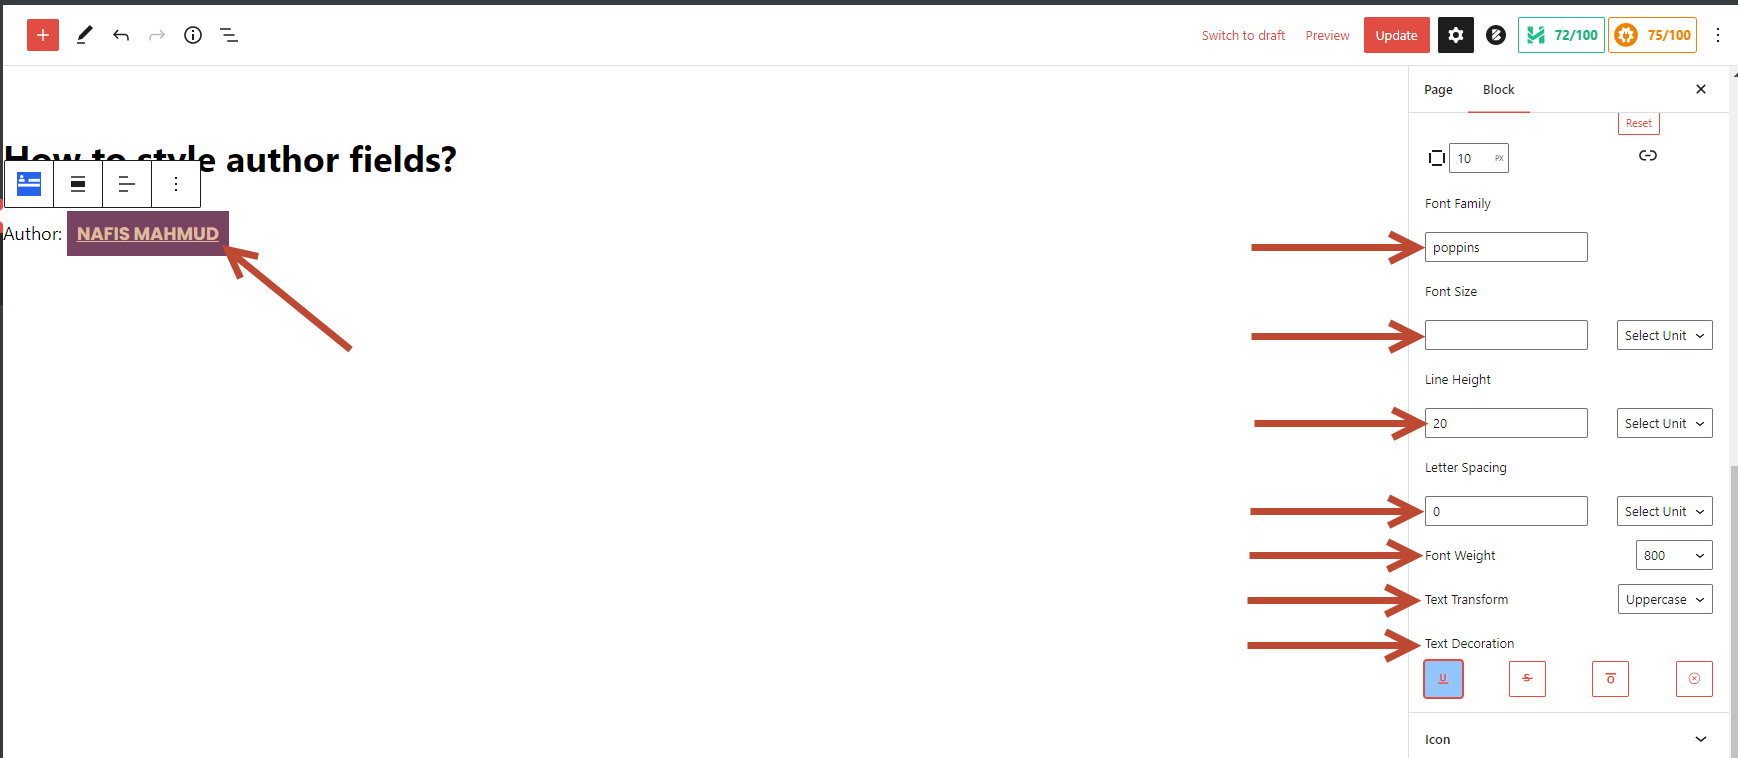 Switch to draft Preview Update 72/100 75/100
Page Block
Reset
10 PX
How to style author fields?
Author: NAFIS MAHMUD
Font Family
poppins
Font Size
Select Unit
Line Height
20 Select Unit
Letter Spacing
0 Select Unit
Font Weight 800
Text Transform Uppercase
Text Decoration
U S O
Icon